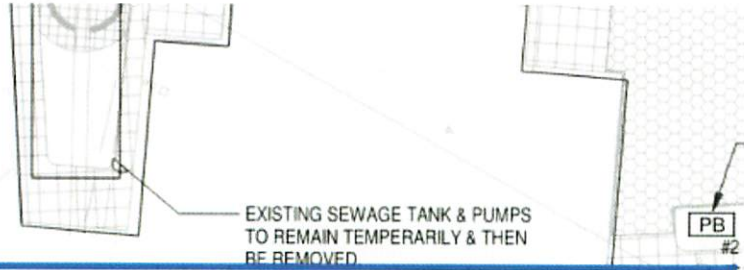 EXISTING SEWAGE TANK & PUMPS
TO REMAIN TEMPERARILY & THEN
BE REMOVED
PB
#2